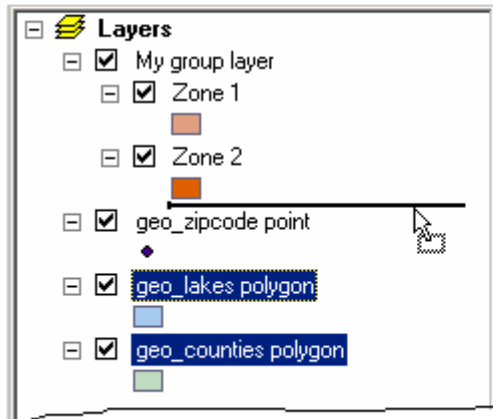 Layers
My group layer
Zone 1
Zone 2
geo_zipcode point
geo_lakes polygon
geo_counties polygon